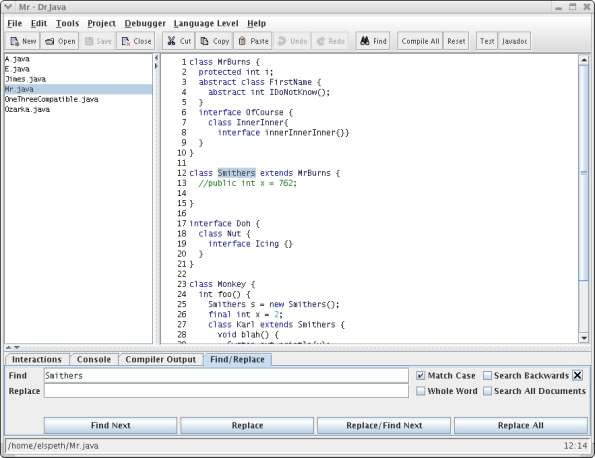 Mr - DrJava
File Edit Tools Project Debugger Language Level Help
New Open Save Close Cut Copy Paste Undo Redo Find Compile All Reset Test Javadoc
A.java
E.java
Jimes.java
Mr.java
OneThreeCompatible.java
Ozarka.java
1 class MrBurns {
2 protected int i;
3 abstract class FirstName {
4 abstract int IDoNotKnow();
5 }
6 interface OfCourse {
7 class InnerInner{
8 interface innerInnerInner{}}
9 }
10 }
11
12 class Smithers extends MrBurns {
13 //public int x = 762;
14
15 }
16
17 interface Doh {
18 class Nut {
19 interface Icing {}
20 }
21 }
22
23 class Monkey {
24 int foo() {
25 Smithers s = new Smithers();
26 final int x = 2;
27 class Karl extends Smithers {
28 void blah() {
Interactions Console Compiler Output Find/Replace
Find Smithers Match Case Search Backwards
Replace Whole Word Search All Documents
Find Next Replace Replace/Find Next Replace All
/home/elspeth/Mr.java 12:14